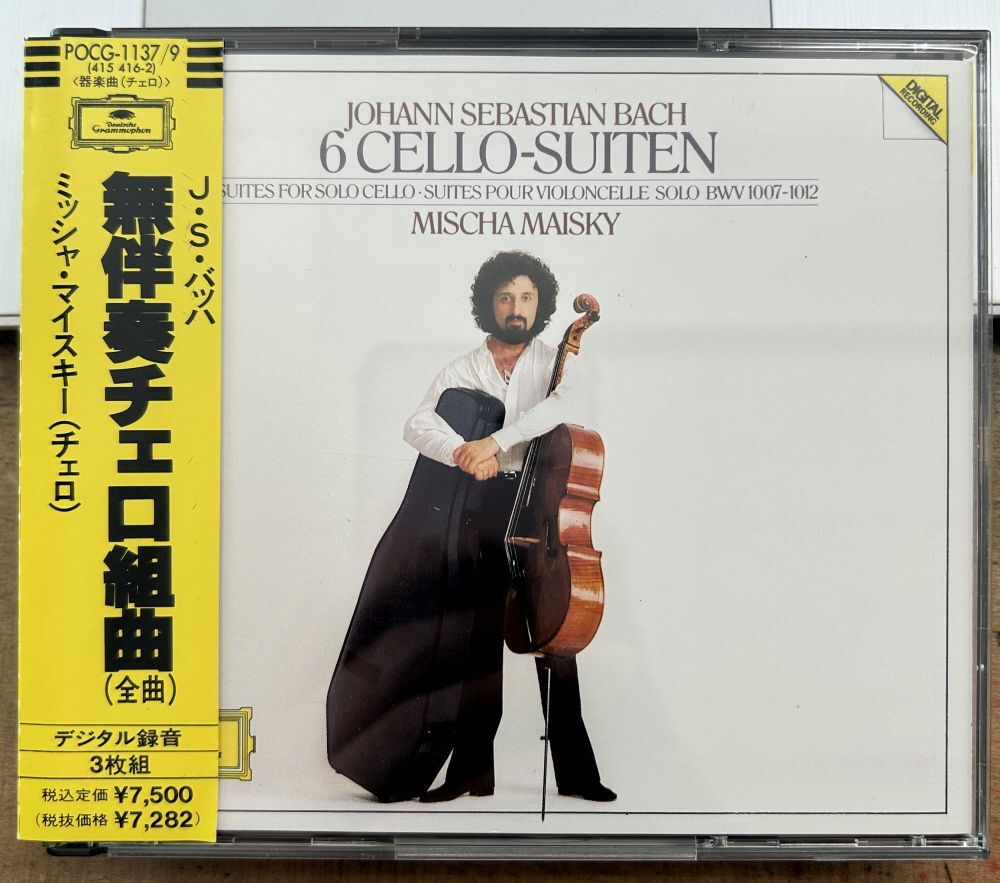 POCG-1137/9
(415 416-2)
〈器楽曲(チェロ)〉
Deutsche
Grammophon
J・S・バッハ
無伴奏チェロ組曲
(全曲)
ミッシャ・マイスキー(チェロ)
デジタル録音
3枚組
税込定価 ¥7,500
(税抜価格 ¥7,282)
JOHANN SEBASTIAN BACH
6 CELLO-SUITEN
SUITES FOR SOLO CELLO · SUITES POUR VIOLONCELLE SOLO BWV 1007-1012
MISCHA MAISKY
DIGITAL
RECORDING